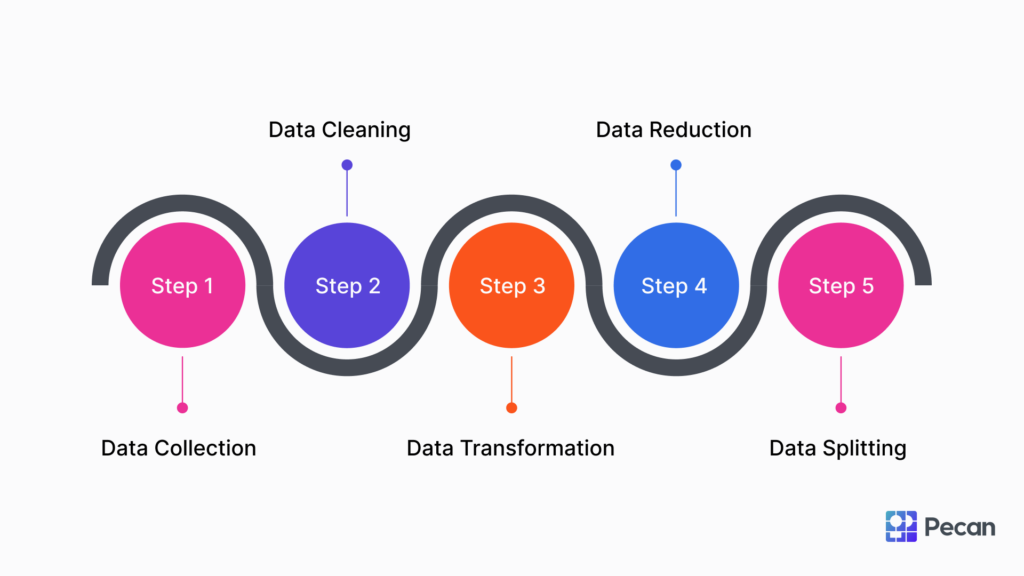 Data Cleaning
Data Reduction
Step 1
Step 2
Step 3
Step 4
Step 5
Data Collection
Data Transformation
Data Splitting
Pecan